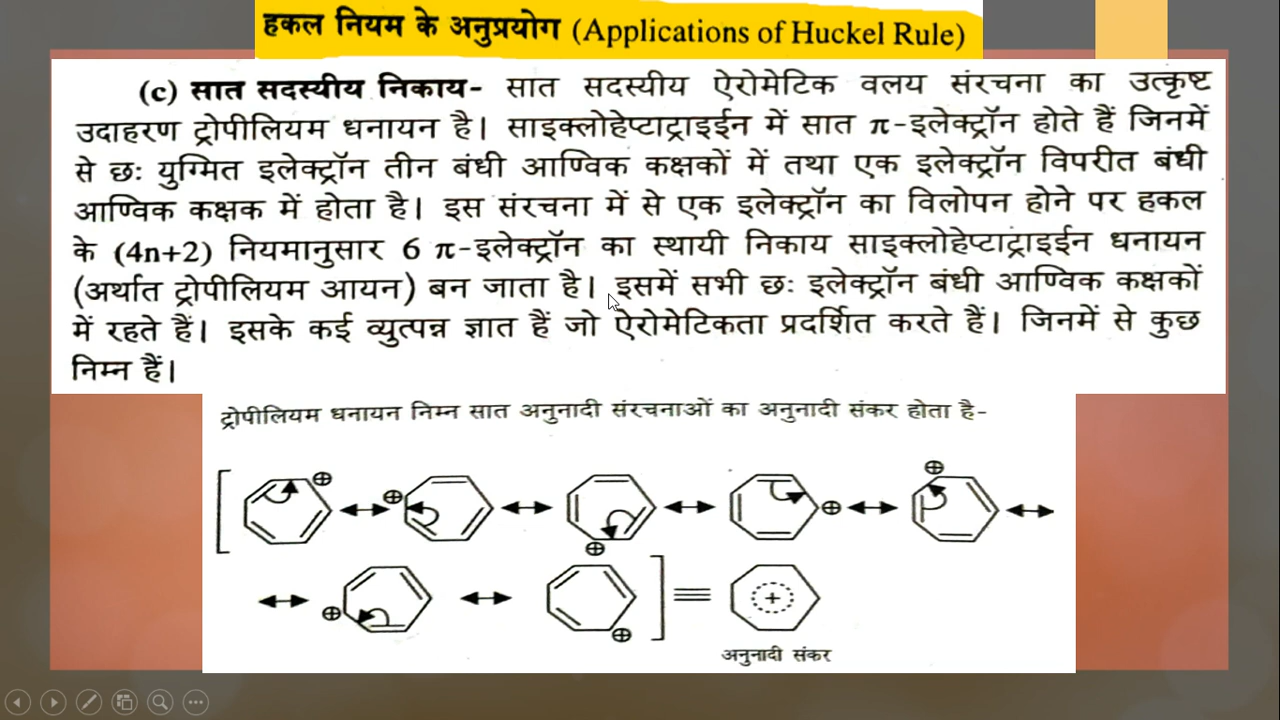 हकल नियम के अनुप्रयोग (Applications of Huckel Rule)
(c) सात सदस्यीय निकाय- सात सदस्यीय ऐरोमेटिक वलय संरचना का उत्कृष्ट
उदाहरण ट्रोपीलियम धनायन है। साइक्लोहेप्टाट्राइईन में सात π-इलेक्ट्रॉन होते हैं जिनमें
से छः युग्मित इलेक्ट्रॉन तीन बंधी आण्विक कक्षकों में तथा एक इलेक्ट्रॉन विपरीत बंधी
आण्विक कक्षक में होता है। इस संरचना में से एक इलेक्ट्रॉन का विलोपन होने पर हकल
के (4n+2) नियमानुसार 6 π-इलेक्ट्रॉन का स्थायी निकाय साइक्लोहेप्टाट्राइईन धनायन
(अर्थात ट्रोपीलियम आयन) बन जाता है। इसमें सभी छः इलेक्ट्रॉन बंधी आण्विक कक्षकों
में रहते हैं। इसके कई व्युत्पन्न ज्ञात हैं जो ऐरोमेटिकता प्रदर्शित करते हैं। जिनमें से कुछ
निम्न हैं।
ट्रोपीलियम धनायन निम्न सात अनुनादी संरचनाओं का अनुनादी संकर होता है-
अनुनादी संकर